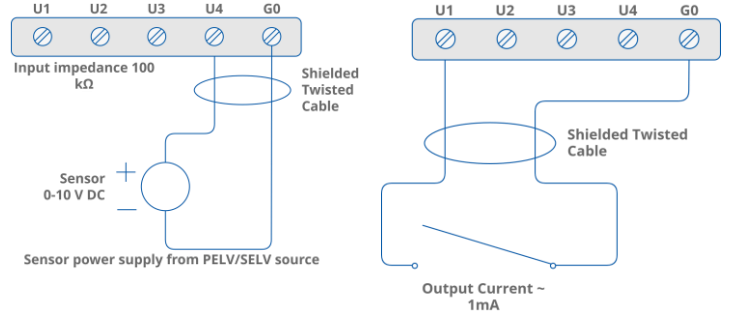 U1 U2 U3 U4 G0
Input impedance 100
kΩ
Shielded
Twisted
Cable
+
Sensor
0-10 V DC
—
Sensor power supply from PELV/SELV source
U1 U2 U3 U4 G0
Shielded Twisted
Cable
Output Current ~
1mA